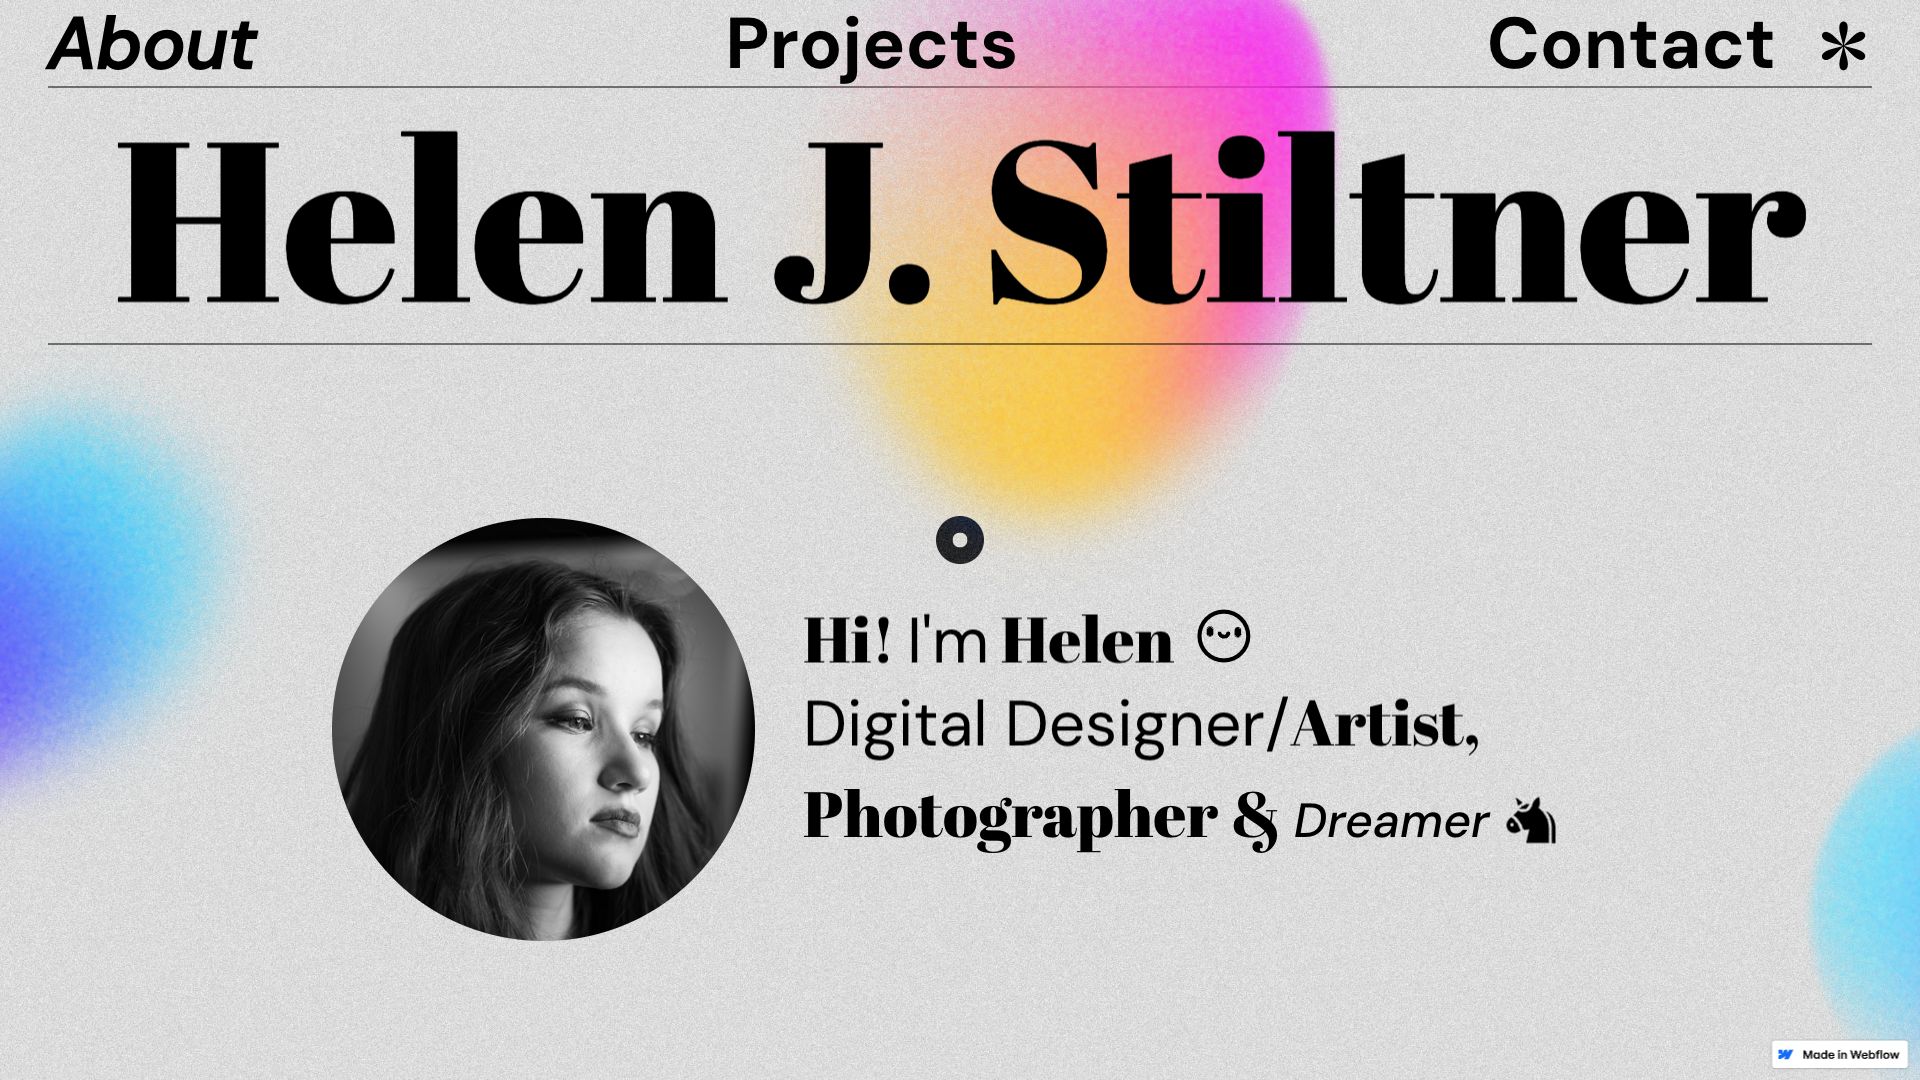 About Projects Contact
Helen J. Stiltner
Hi! I'm Helen
Digital Designer/Artist,
Photographer & Dreamer
Made in Webflow